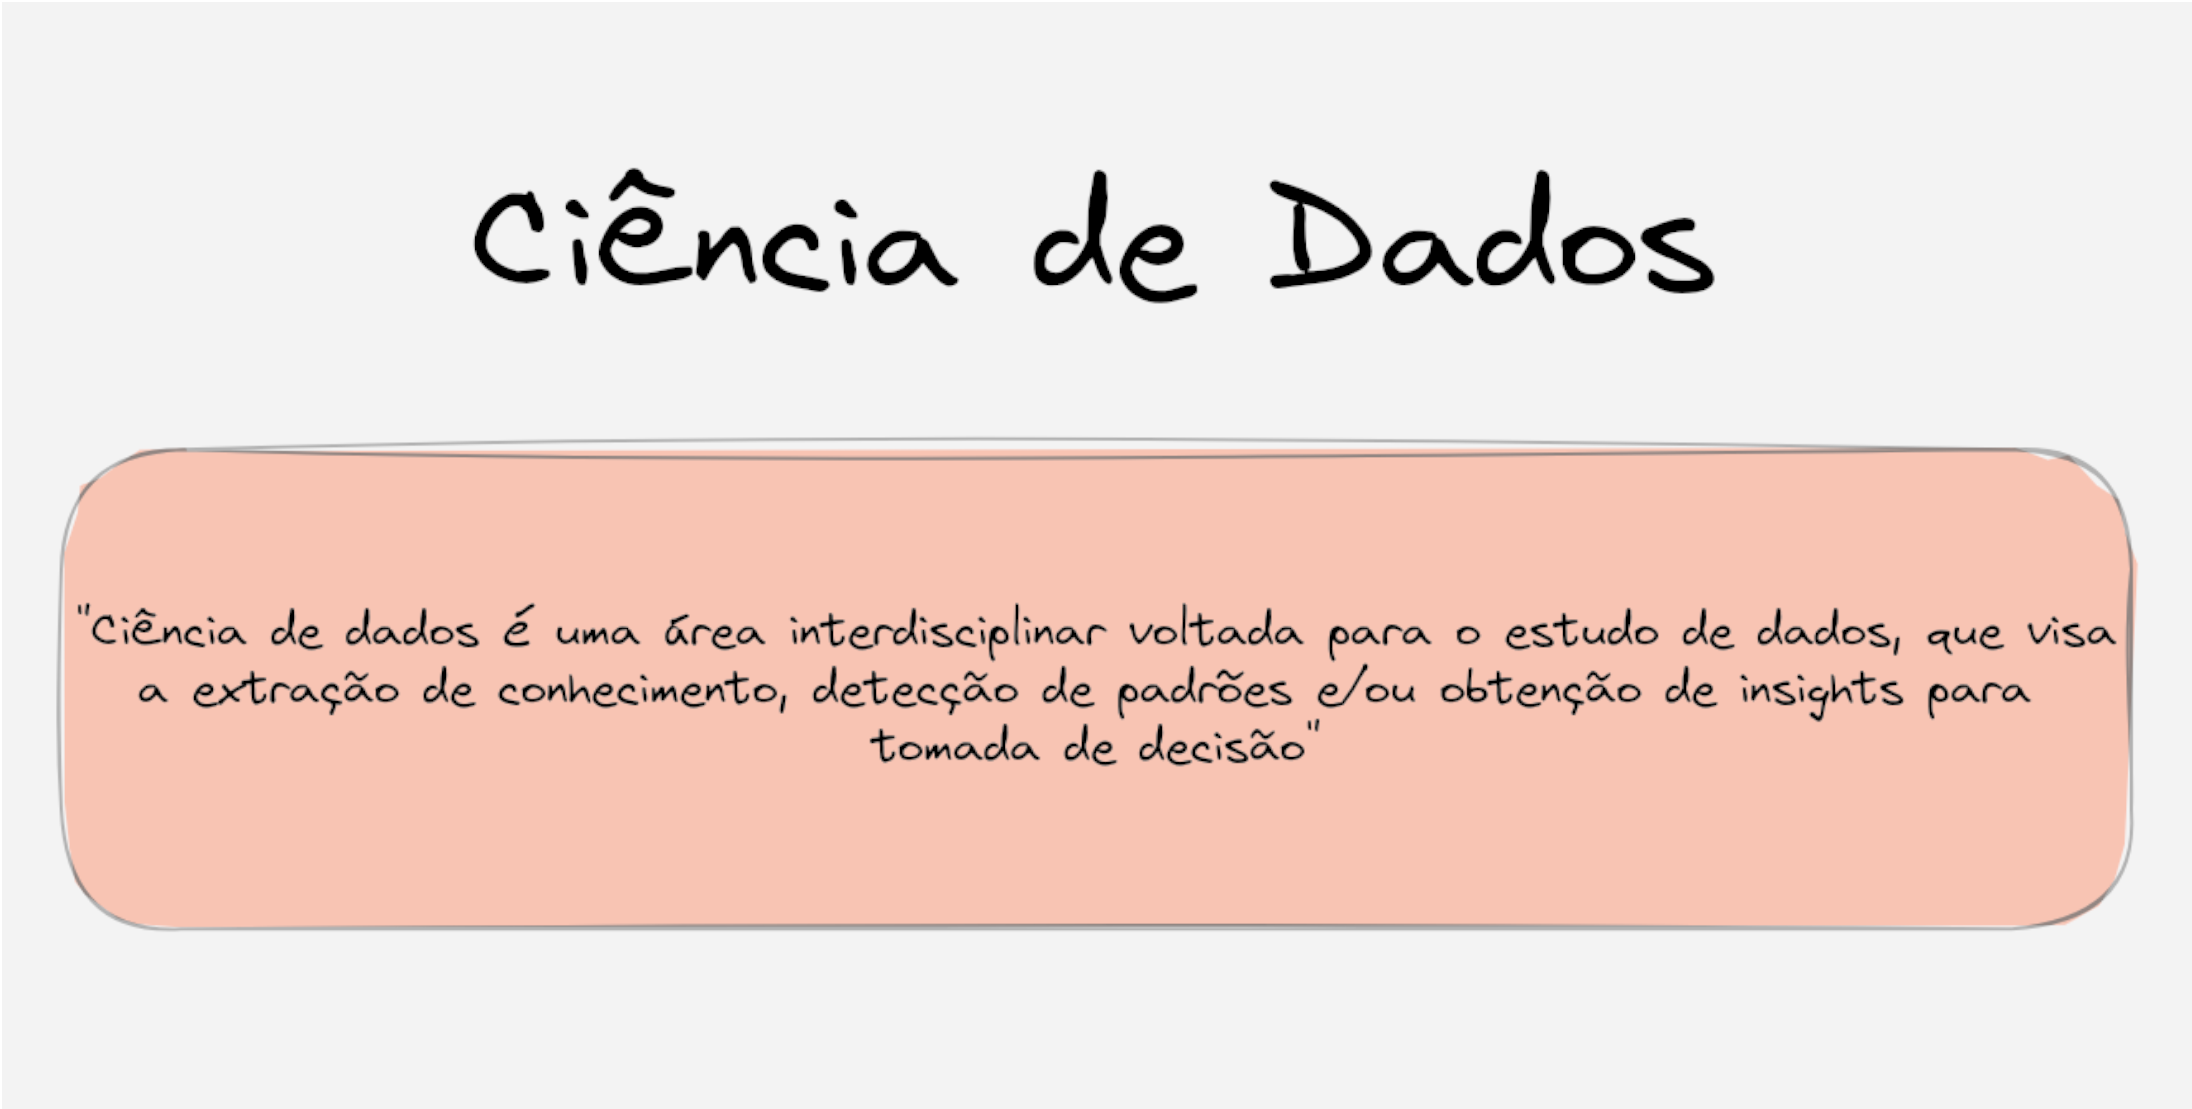 Ciência de Dados
"Ciência de dados é uma área interdisciplinar voltada para o estudo de dados, que visa
a extração de conhecimento, detecção de padrões e/ou obtenção de insights para
tomada de decisão"